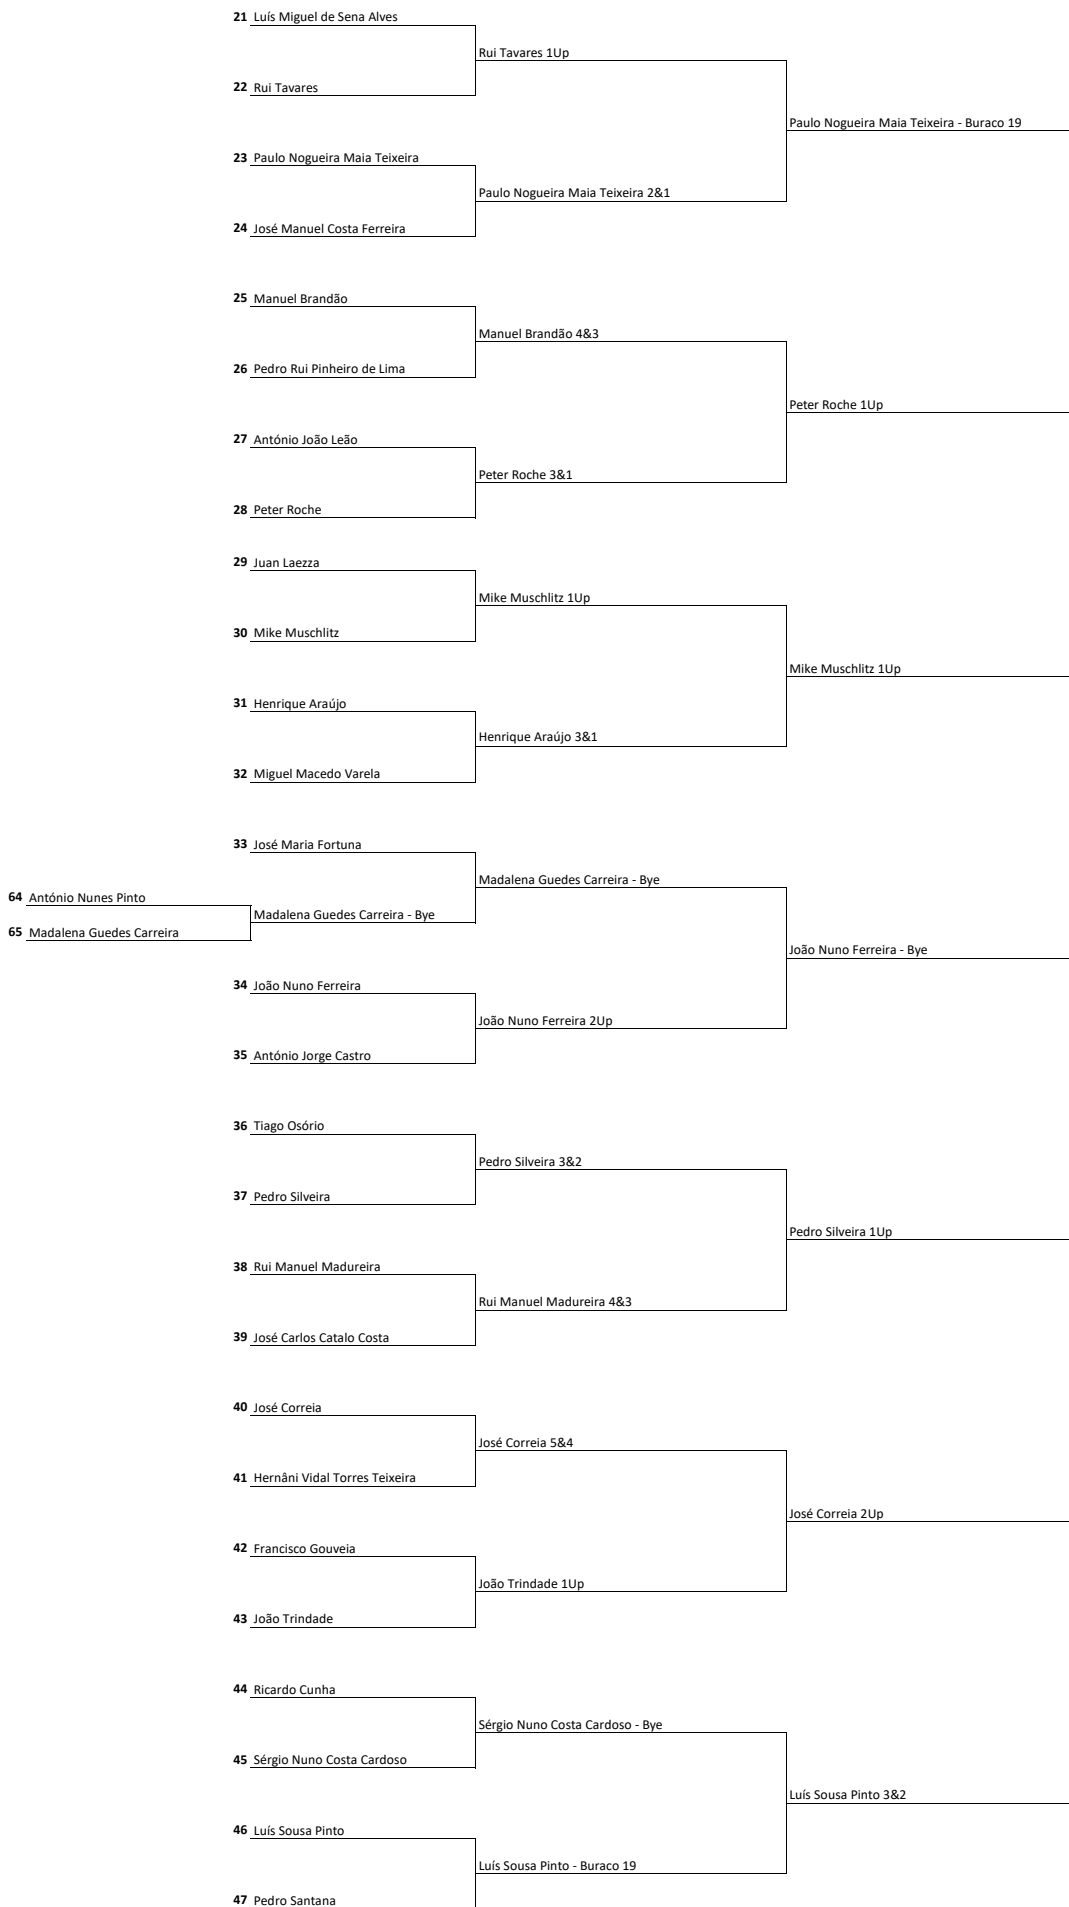 21 Luís Miguel de Sena Alves
Rui Tavares 1Up
22 Rui Tavares
Paulo Nogueira Maia Teixeira - Buraco 19
23 Paulo Nogueira Maia Teixeira
Paulo Nogueira Maia Teixeira 2&1
24 José Manuel Costa Ferreira
25 Manuel Brandão
Manuel Brandão 4&3
26 Pedro Rui Pinheiro de Lima
Peter Roche 1Up
27 António João Leão
Peter Roche 3&1
28 Peter Roche
29 Juan Laezza
Mike Muschlitz 1Up
30 Mike Muschlitz
Mike Muschlitz 1Up
31 Henrique Araújo
Henrique Araújo 3&1
32 Miguel Macedo Varela
33 José Maria Fortuna
Madalena Guedes Carreira - Bye
64 António Nunes Pinto
Madalena Guedes Carreira - Bye
65 Madalena Guedes Carreira
João Nuno Ferreira - Bye
34 João Nuno Ferreira
João Nuno Ferreira 2Up
35 António Jorge Castro
36 Tiago Osório
Pedro Silveira 3&2
37 Pedro Silveira
Pedro Silveira 1Up
38 Rui Manuel Madureira
Rui Manuel Madureira 4&3
39 José Carlos Catalo Costa
40 José Correia
José Correia 5&4
41 Hernâni Vidal Torres Teixeira
José Correia 2Up
42 Francisco Gouveia
João Trindade 1Up
43 João Trindade
44 Ricardo Cunha
Sérgio Nuno Costa Cardoso - Bye
45 Sérgio Nuno Costa Cardoso
Luís Sousa Pinto 3&2
46 Luís Sousa Pinto
Luís Sousa Pinto - Buraco 19
47 Pedro Santana